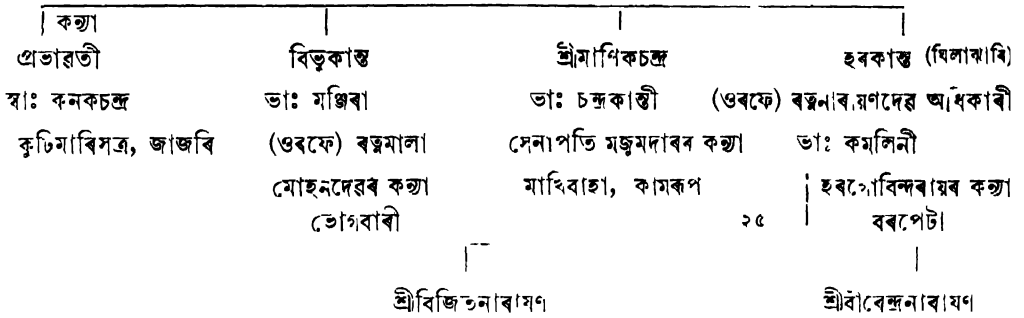 কন্যা
প্ৰভাৱতী বিভুকান্ত শ্ৰীমাণিকচন্দ্ৰ হৰকান্ত (খিলাঝাৰি)
স্বাঃ কনকচন্দ্ৰ ভাঃ মঞ্জিৰা ভাঃ চন্দ্ৰকান্তী (ওৰফে) ৰত্ননাৰায়ণদেৱ অধিকাৰী
কুটিমাৰিসত্ৰ, জাজৰি (ওৰফে) ৰত্নমালা সেনাপতি মজুমদাৰৰ কন্যা ভাঃ কমলিনী
মোহনদেৱৰ কন্যা মাখিবাহা, কামৰূপ হৰগোবিন্দৰায়ৰ কন্যা
ভোগবাৰী ২৫ বৰপেটা
শ্ৰীবিজিতনাৰায়ণ শ্ৰীবীৰেন্দ্ৰনাৰায়ণ